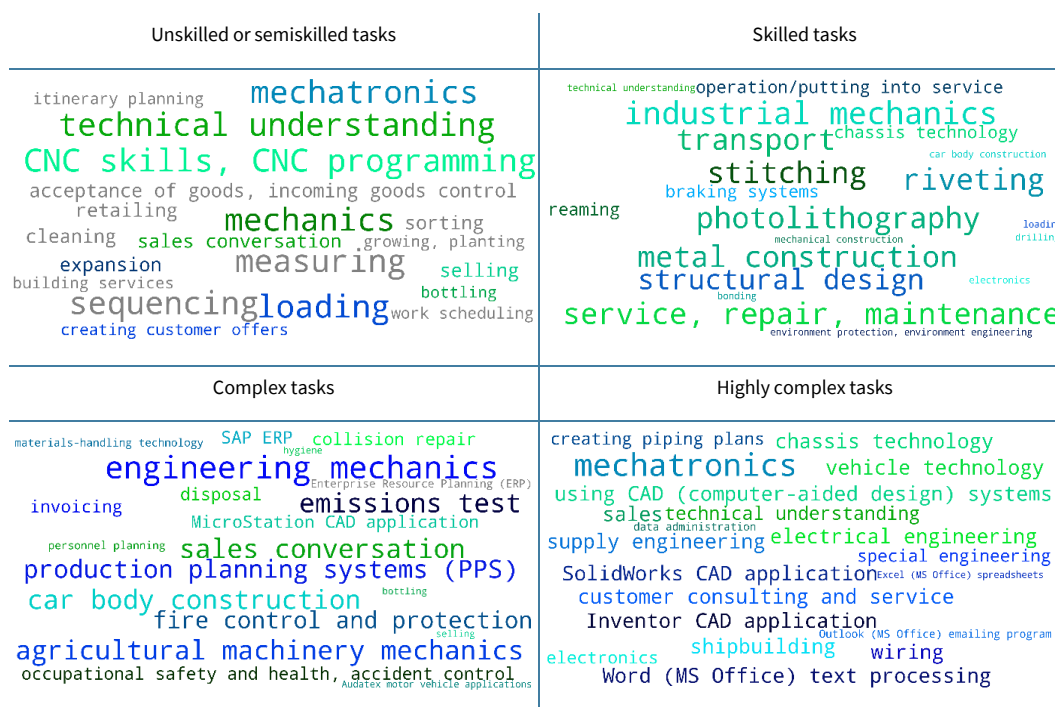 Unskilled or semiskilled tasks
itinerary planning
mechatronics
technical understanding
CNC skills, CNC programming
acceptance of goods, incoming goods control
retailing
mechanics
sorting
cleaning
sales conversation
growing, planting
expansion
measuring
selling
building services
bottling
sequencing
loading
work scheduling
creating customer offers
Skilled tasks
technical understanding
operation/putting into service
industrial mechanics
transport
chassis technology
car body construction
stitching
braking systems
riveting
reaming
photolithography
loadin
mechanical construction
drillin
metal construction
structural design
electronics
bonding
service, repair, maintenance
environment protection, environment engineering
Complex tasks
materials-handling technology
SAP ERP
collision repair
hygiene
engineering mechanics
Enterprise Resource Planning (ERP)
disposal
invoicing
emissions test
MicroStation CAD application
personnel planning
sales conversation
production planning systems (PPS)
bottling
car body construction
fire control and protection
selling
agricultural machinery mechanics
occupational safety and health, accident control
Audatex motor vehicle applications
Highly complex tasks
creating piping plans
chassis technology
mechatronics
vehicle technology
using CAD (computer-aided design) systems
sales
technical understanding
data administration
supply engineering
electrical engineering
special engineering
SolidWorks CAD application
Excel (MS Office) spreadsheets
customer consulting and service
Inventor CAD application
Outlook (MS Office) emailing program
shipbuilding
wiring
electronics
Word (MS Office) text processing